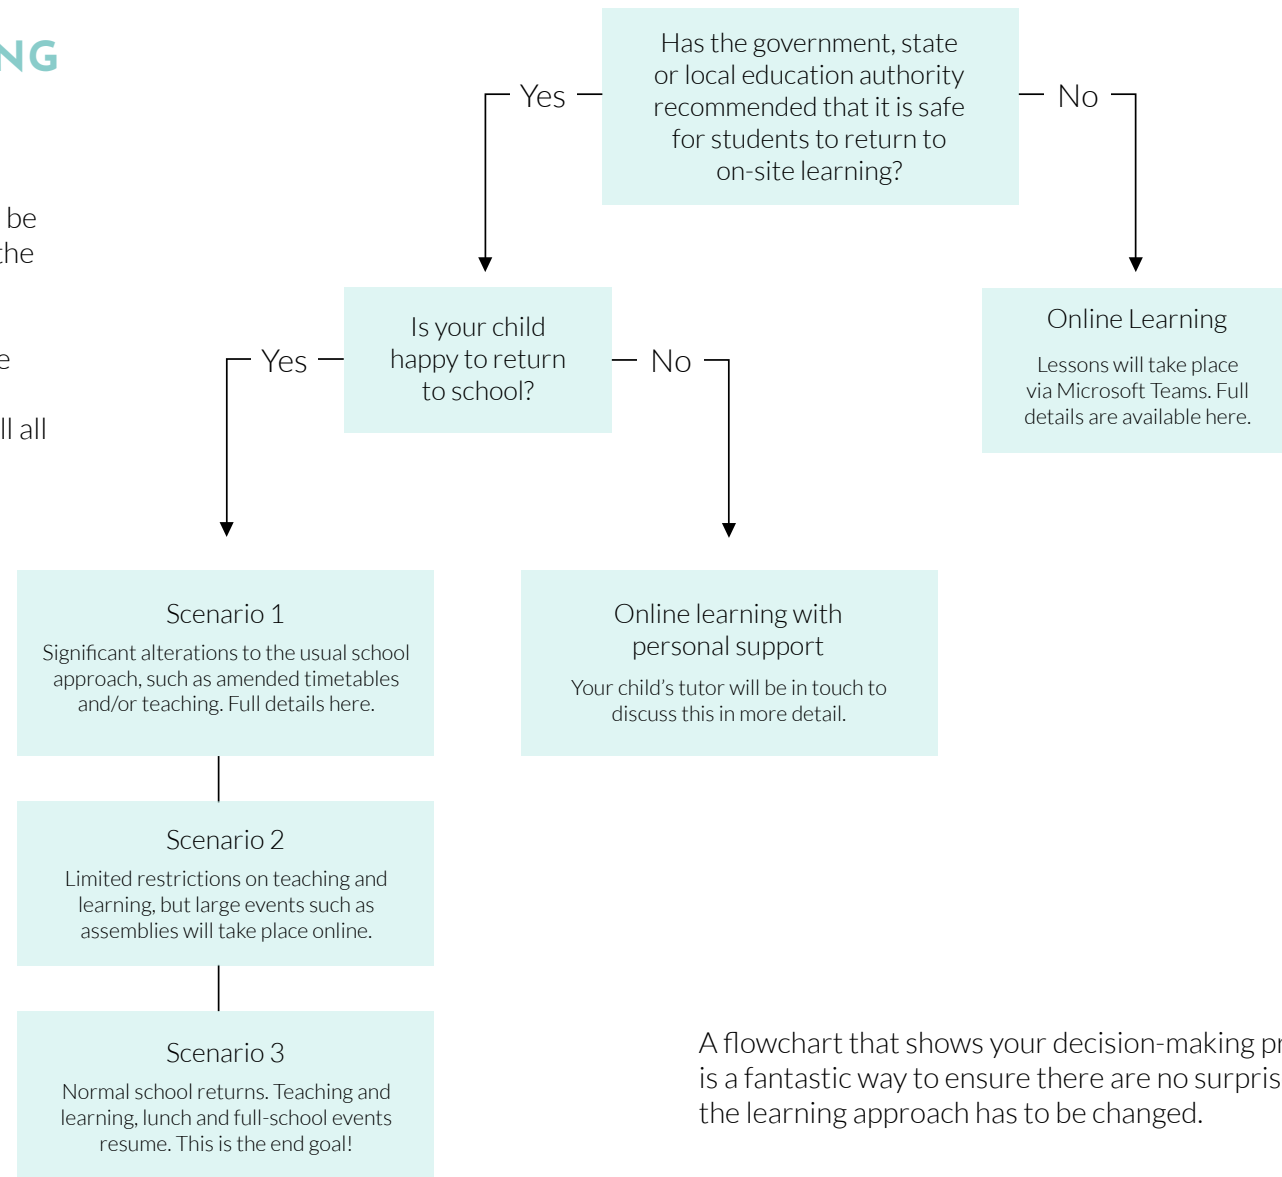 NG
be
the
e
ll all
Has the government, state
or local education authority
recommended that it is safe
for students to return to
on-site learning?
Yes
No
Is your child
happy to return
to school?
Yes
No
Online Learning
Lessons will take place
via Microsoft Teams. Full
details are available here.
Scenario 1
Significant alterations to the usual school
approach, such as amended timetables
and/or teaching. Full details here.
Online learning with
personal support
Your child’s tutor will be in touch to
discuss this in more detail.
Scenario 2
Limited restrictions on teaching and
learning, but large events such as
assemblies will take place online.
Scenario 3
Normal school returns. Teaching and
learning, lunch and full-school events
resume. This is the end goal!
A flowchart that shows your decision-making pr
is a fantastic way to ensure there are no surpris
the learning approach has to be changed.